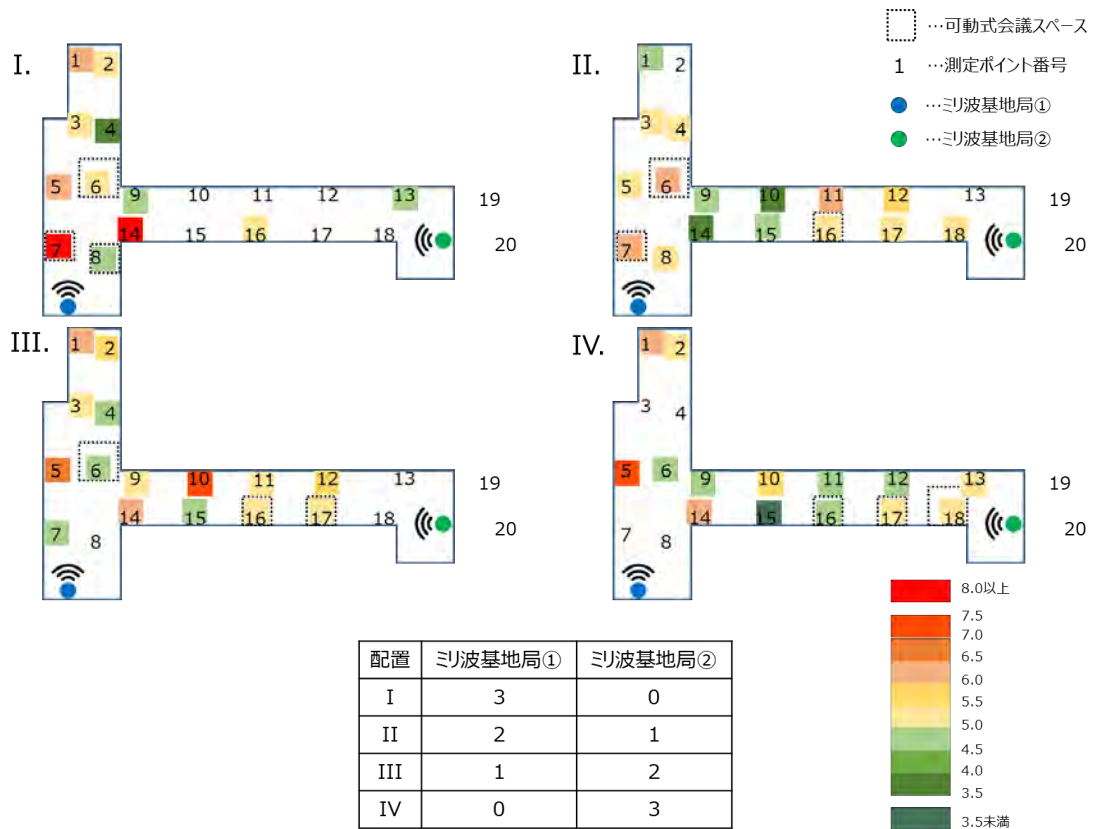 …可動式会議スペース
1 …測定ポイント番号
…ミリ波基地局①
…ミリ波基地局②
I.
1 2
3 4
5 6
9 10 11 12 13 19
7 8 14 15 16 17 18 20
II.
1 2
3 4
5 6
9 10 11 12 13 19
7 8 14 15 16 17 18 20
III.
1 2
3 4
5 6
9 10 11 12 13 19
14 15 16 17 18 20
7 8
IV.
1 2
3 4
5 6
9 10 11 12 13 19
14 15 16 17 18 20
7 8
配置 ミリ波基地局① ミリ波基地局②
I 3 0
II 2 1
III 1 2
IV 0 3
8.0以上
7.5
7.0
6.5
6.0
5.5
5.0
4.5
4.0
3.5
3.5未満